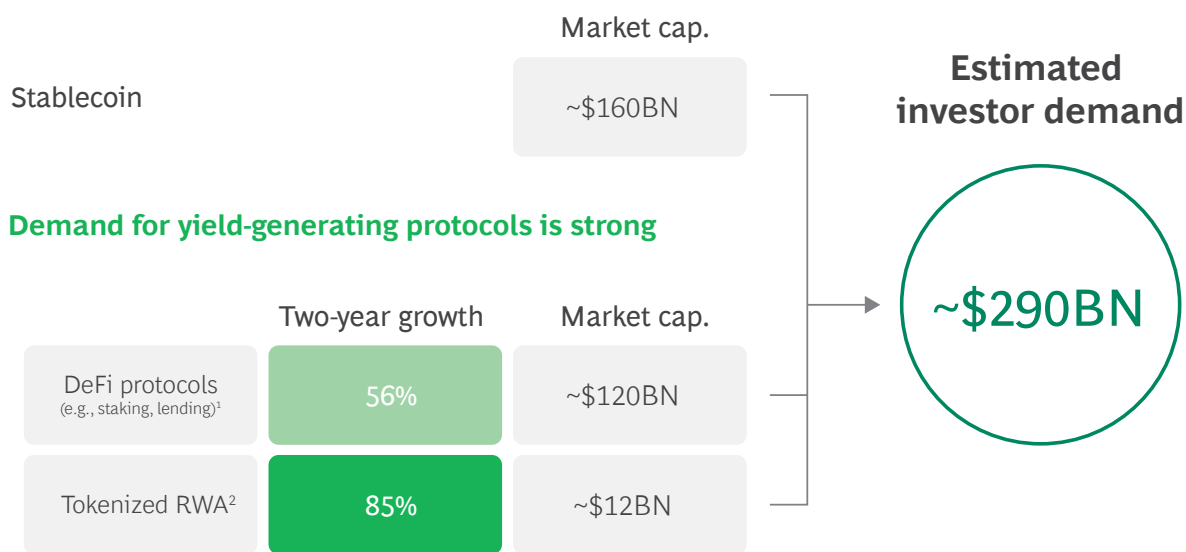 Market cap.
Stablecoin
~$160BN
Estimated
investor demand
Demand for yield-generating protocols is strong
~$290BN
Two-year growth
Market cap.
DeFi protocols
(e.g., staking, lending)¹
56%
~$120BN
Tokenized RWA²
85%
~$12BN